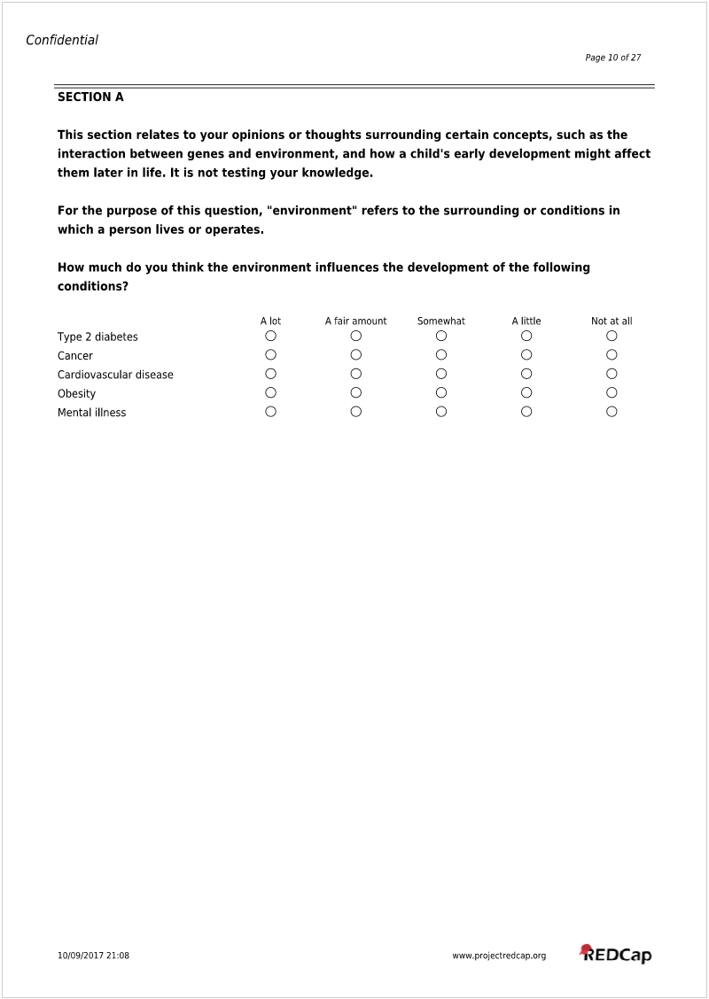 Confidential
Page 10 of 27
SECTION A
This section relates to your opinions or thoughts surrounding certain concepts, such as the
interaction between genes and environment, and how a child's early development might affect
them later in life. It is not testing your knowledge.
For the purpose of this question, "environment" refers to the surrounding or conditions in
which a person lives or operates.
How much do you think the environment influences the development of the following
conditions?
A lot A fair amount Somewhat A little Not at all
Type 2 diabetes
Cancer
Cardiovascular disease
Obesity
Mental illness
10/09/2017 21:08 www.projectredcap.org REDCap